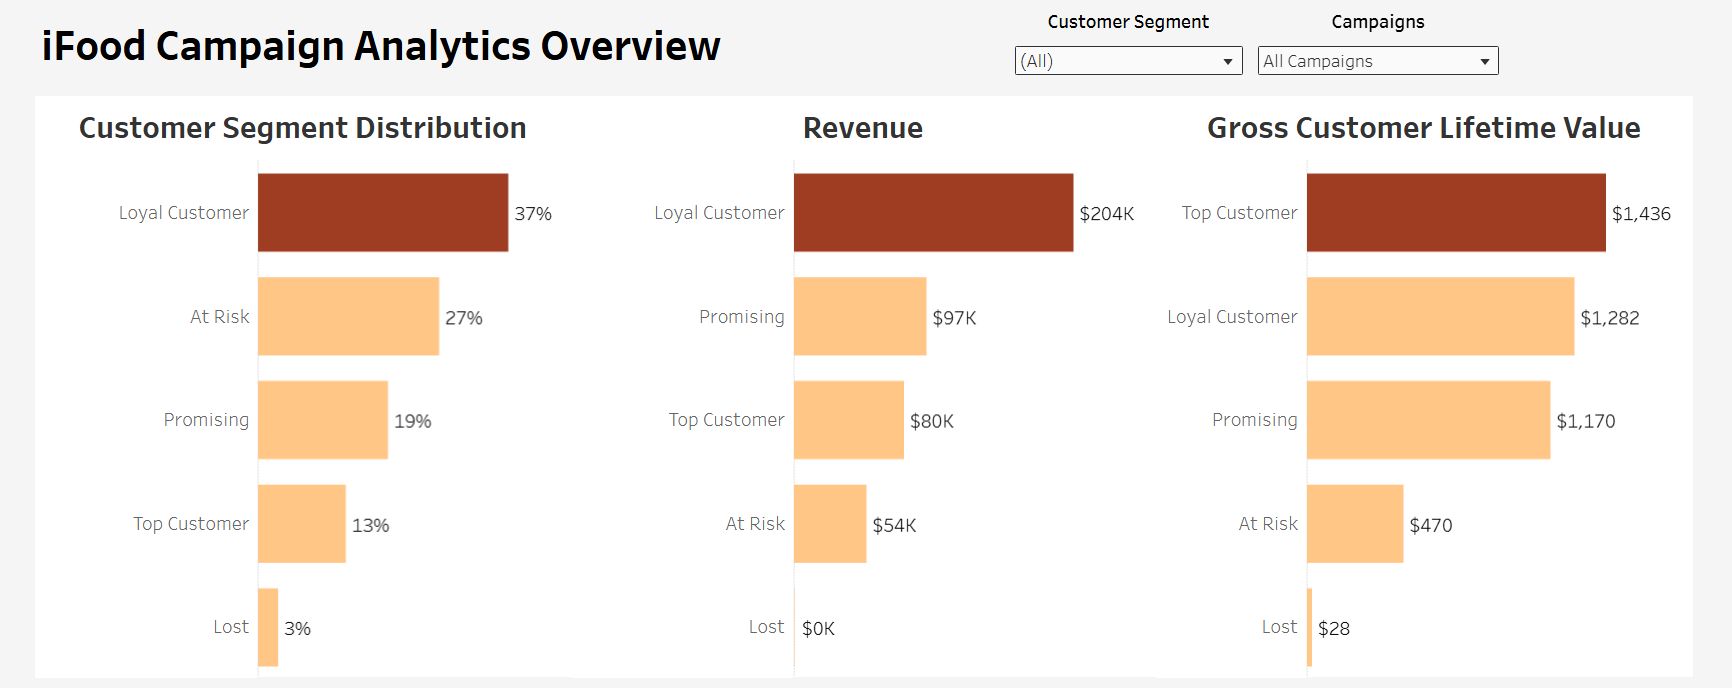 iFood Campaign Analytics Overview
Customer Segment
(All)
Campaigns
All Campaigns
Customer Segment Distribution
Loyal Customer 37%
At Risk 27%
Promising 19%
Top Customer 13%
Lost 3%
Revenue
Loyal Customer $204K
Promising $97K
Top Customer $80K
At Risk $54K
Lost $0K
Gross Customer Lifetime Value
Top Customer $1,436
Loyal Customer $1,282
Promising $1,170
At Risk $470
Lost $28